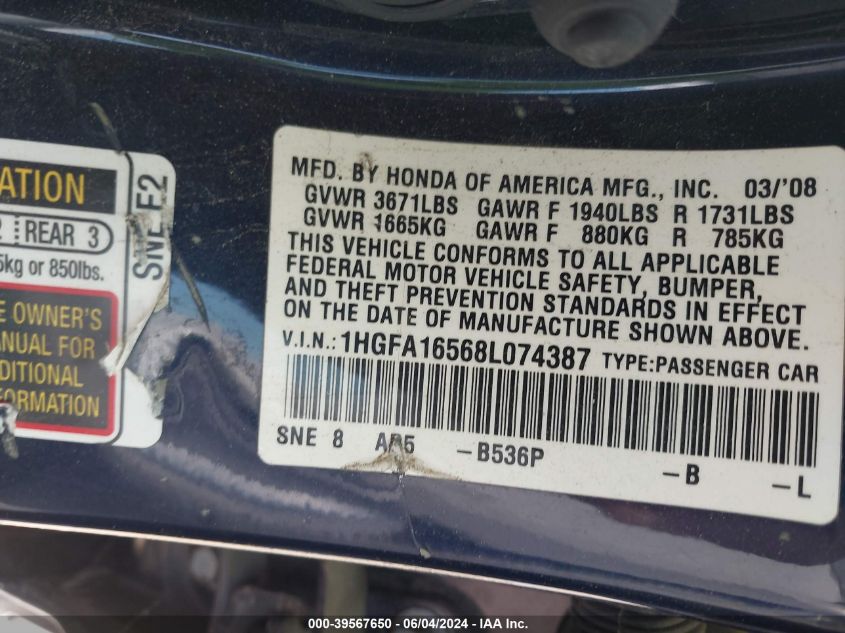 ATION
REAR 3
5kg or 850lbs.
SNE F2
E OWNER'S
ANUAL FOR
DITIONAL
FORMATION
MFD. BY HONDA OF AMERICA MFG., INC. 03/'08
GVWR 3671LBS GAWR F 1940LBS R 1731LBS
GVWR 1665KG GAWR F 880KG R 785KG
THIS VEHICLE CONFORMS TO ALL APPLICABLE
FEDERAL MOTOR VEHICLE SAFETY, BUMPER,
AND THEFT PREVENTION STANDARDS IN EFFECT
ON THE DATE OF MANUFACTURE SHOWN ABOVE.
V.I.N.: 1HGFA16568L074387 TYPE:PASSENGER CAR
SNE 8 -B536P -B -L
000-39567650 - 06/04/2024 - IAA Inc.